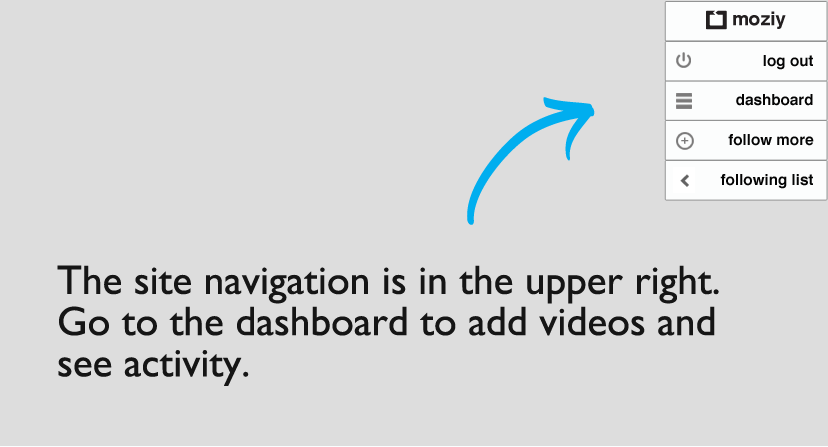 moziy
log out
dashboard
follow more
following list
The site navigation is in the upper right.
Go to the dashboard to add videos and
see activity.